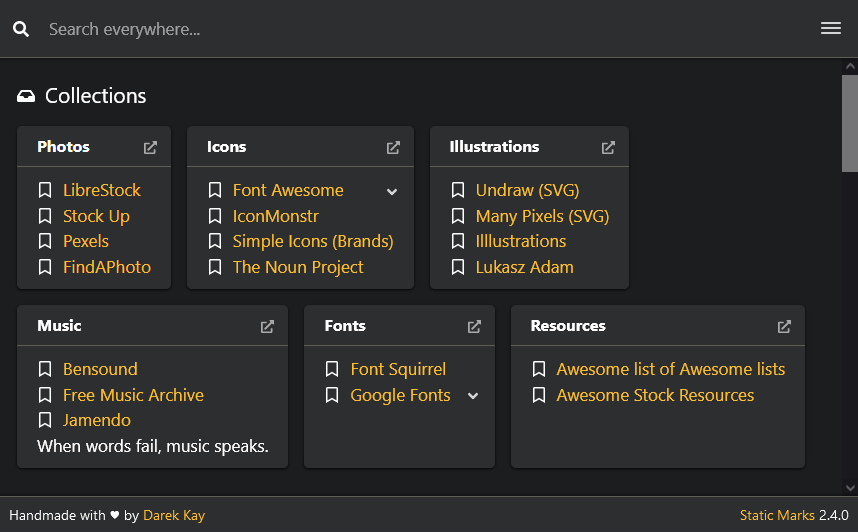 Search everywhere...
Collections
Photos
LibreStock
Stock Up
Pexels
FindAPhoto
Icons
Font Awesome
IconMonstr
Simple Icons (Brands)
The Noun Project
Illustrations
Undraw (SVG)
Many Pixels (SVG)
Illlustrations
Lukasz Adam
Music
Bensound
Free Music Archive
Jamendo
When words fail, music speaks.
Fonts
Font Squirrel
Google Fonts
Resources
Awesome list of Awesome lists
Awesome Stock Resources
Handmade with ♥ by Darek Kay
Static Marks 2.4.0